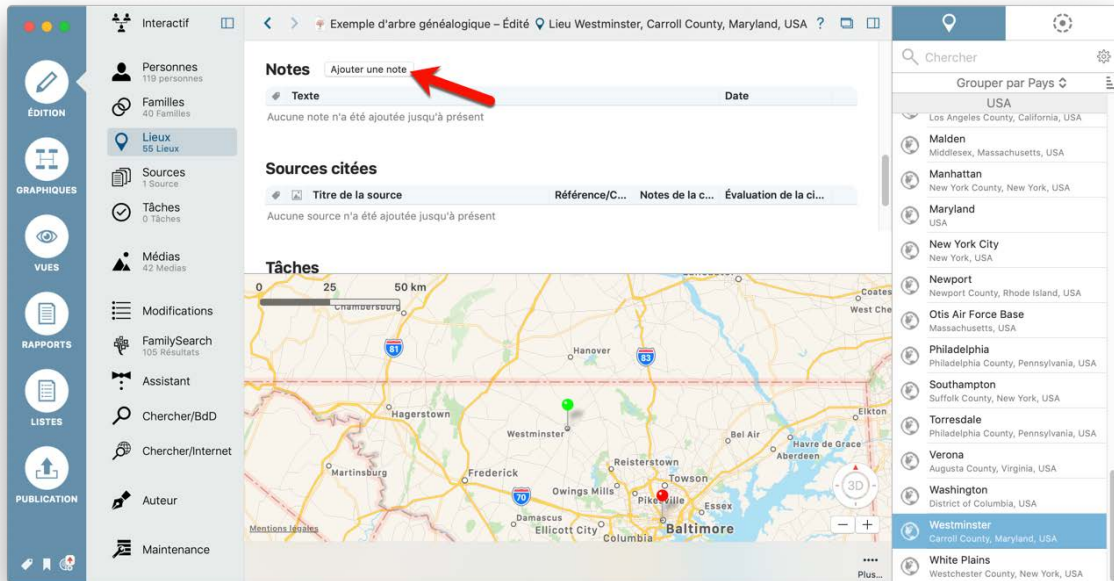 Interactif
Exemple d'arbre généalogique – Édité Lieu Westminster, Carroll County, Maryland, USA ?
ÉDITION
GRAPHIQUES
VUES
RAPPORTS
LISTES
PUBLICATION
Personnes
119 personnes
Familles
40 Familles
Lieux
55 Lieux
Sources
1 Source
Tâches
0 Tâches
Médias
42 Medias
Modifications
FamilySearch
105 Résultats
Assistant
Chercher/BdD
Chercher/Internet
Auteur
Maintenance
Notes Ajouter une note
Texte Date
Aucune note n'a été ajoutée jusqu'à présent
Sources citées
Titre de la source Référence/C... Notes de la c... Évaluation de la ci...
Aucune source n'a été ajoutée jusqu'à présent
Tâches
0 25 50 km
Chambersburg
Coates
West Che
81
Hanover
83
Hagerstown
Elkton
Westminster
Bel Air
Havre de Grace
Aberdeen
Reisterstown
Martinsburg
Frederick
Towson
Owings Mills
Pikesville
Essex
70
3D
Damascus
Ellicott City
Baltimore
Columbia
Mentions légales
Plus...
Chercher
Grouper par Pays
USA
Los Angeles County, California, USA
Malden
Middlesex, Massachusetts, USA
Manhattan
New York County, New York, USA
Maryland
USA
New York City
New York, USA
Newport
Newport County, Rhode Island, USA
Otis Air Force Base
Massachusetts, USA
Philadelphia
Philadelphia County, Pennsylvania, USA
Southampton
Suffolk County, New York, USA
Torresdale
Philadelphia County, Pennsylvania, USA
Verona
Augusta County, Virginia, USA
Washington
District of Columbia, USA
Westminster
Carroll County, Maryland, USA
White Plains
Westchester County, New York, USA